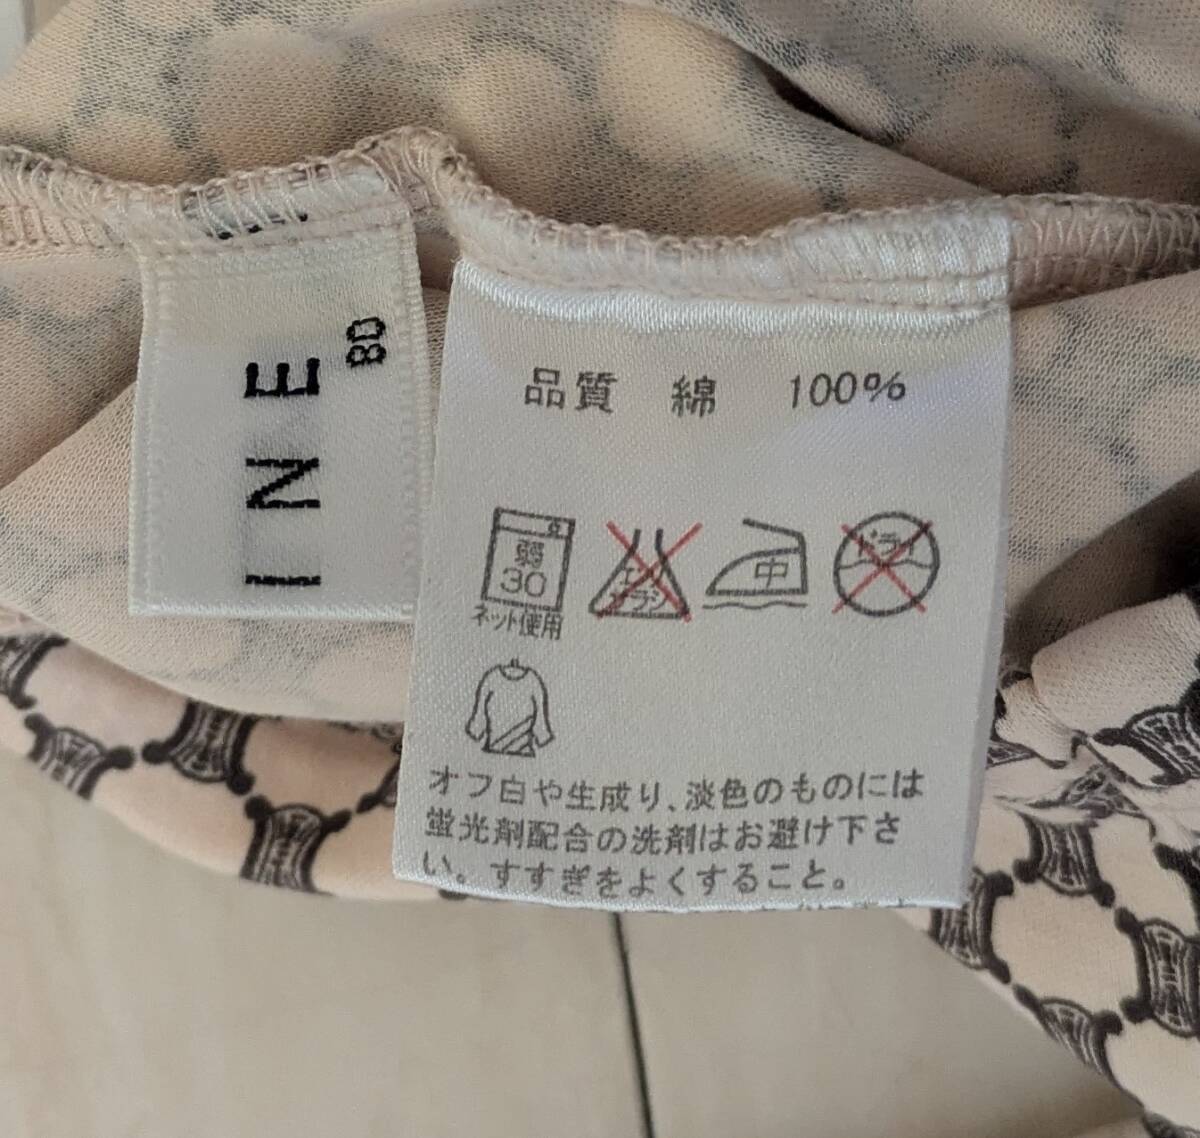 INE
80
品質 綿 100%
弱
30
ネット使用
エンソ
サラシ
中
ドライ
オフ白や生成り、淡色のものには
蛍光剤配合の洗剤はお避け下さ
い。すすぎをよくすること。